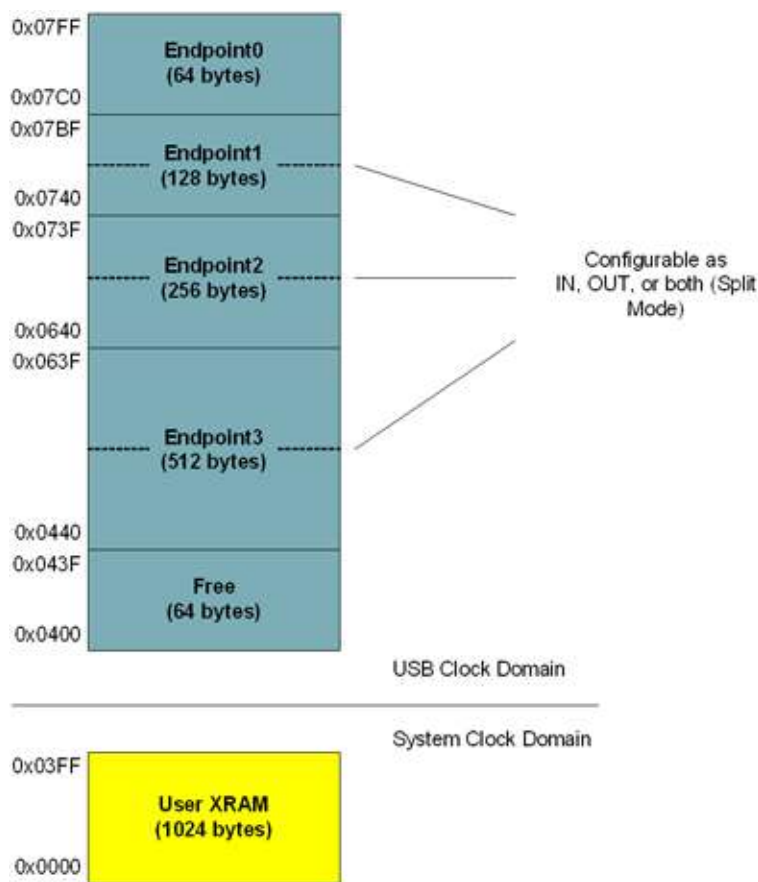 0x07FF
Endpoint0
(64 bytes)
0x07C0
0x07BF
Endpoint1
(128 bytes)
0x0740
0x073F
Endpoint2
(256 bytes)
0x0640
0x063F
Endpoint3
(512 bytes)
0x0440
0x043F
Free
(64 bytes)
0x0400
Configurable as
IN, OUT, or both (Split
Mode)
USB Clock Domain
System Clock Domain
0x03FF
User XRAM
(1024 bytes)
0x0000